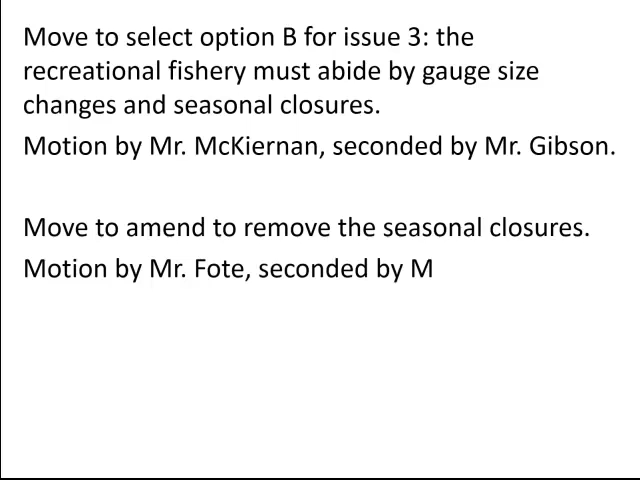 Move to select option B for issue 3: the
recreational fishery must abide by gauge size
changes and seasonal closures.
Motion by Mr. McKiernan, seconded by Mr. Gibson.
Move to amend to remove the seasonal closures.
Motion by Mr. Fote, seconded by M